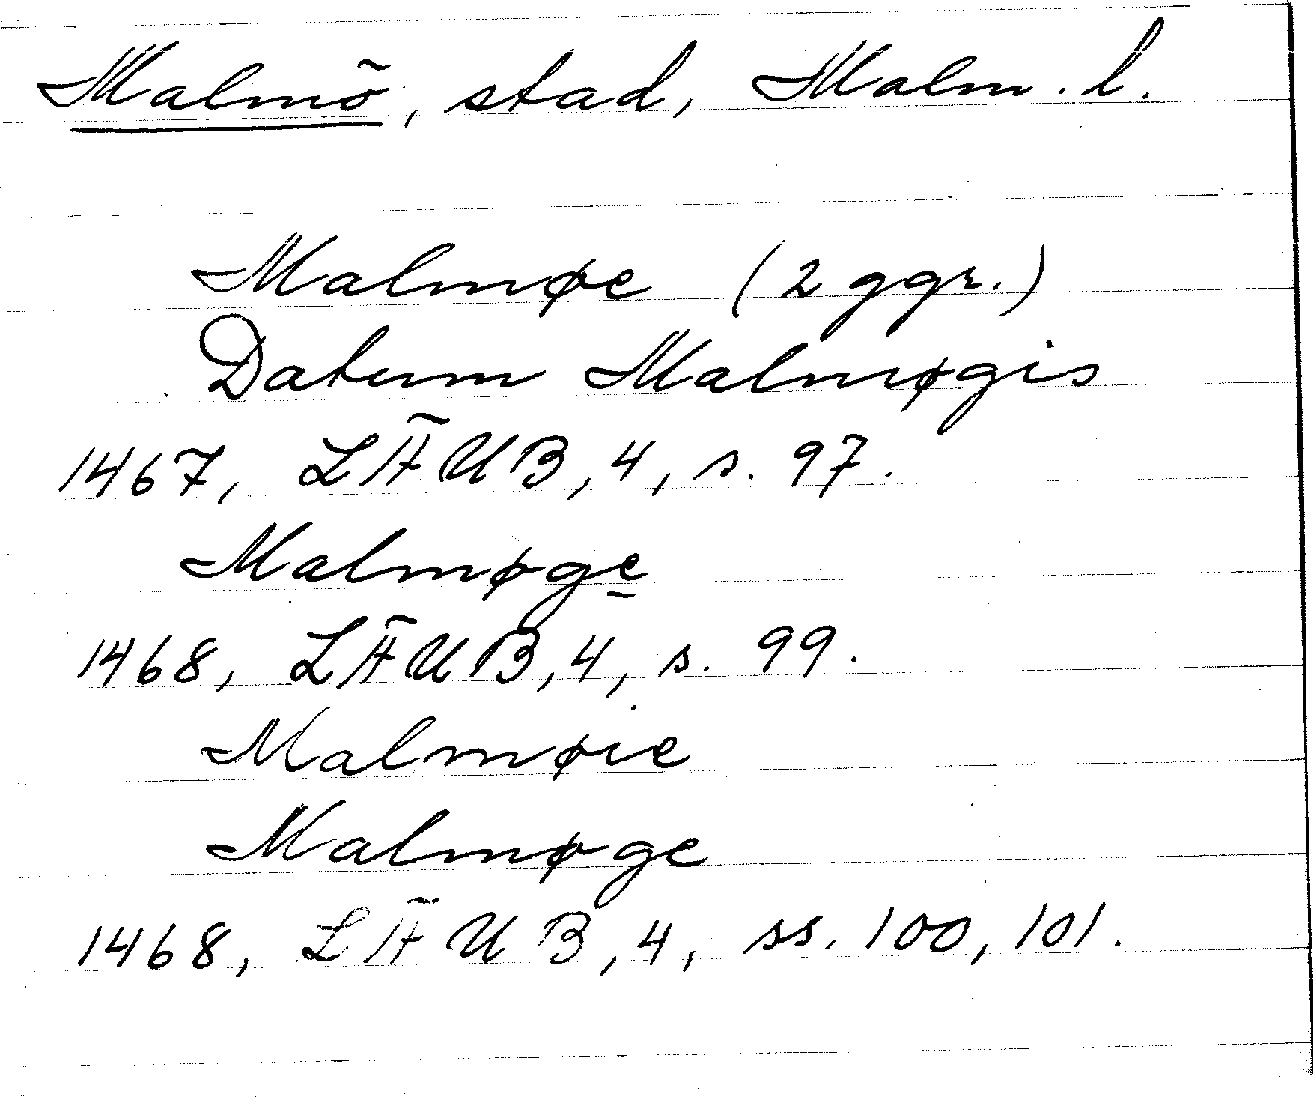 Malmö, stad, Malm. l.
Malmøe (2 ggr.)
Datum Malmøgis
1467, LÄUB, 4, s. 97.
Malmøge
1468, LÄUB, 4, s. 99.
Malmøie
Malmøge
1468, LÄUB, 4, ss. 100, 101.